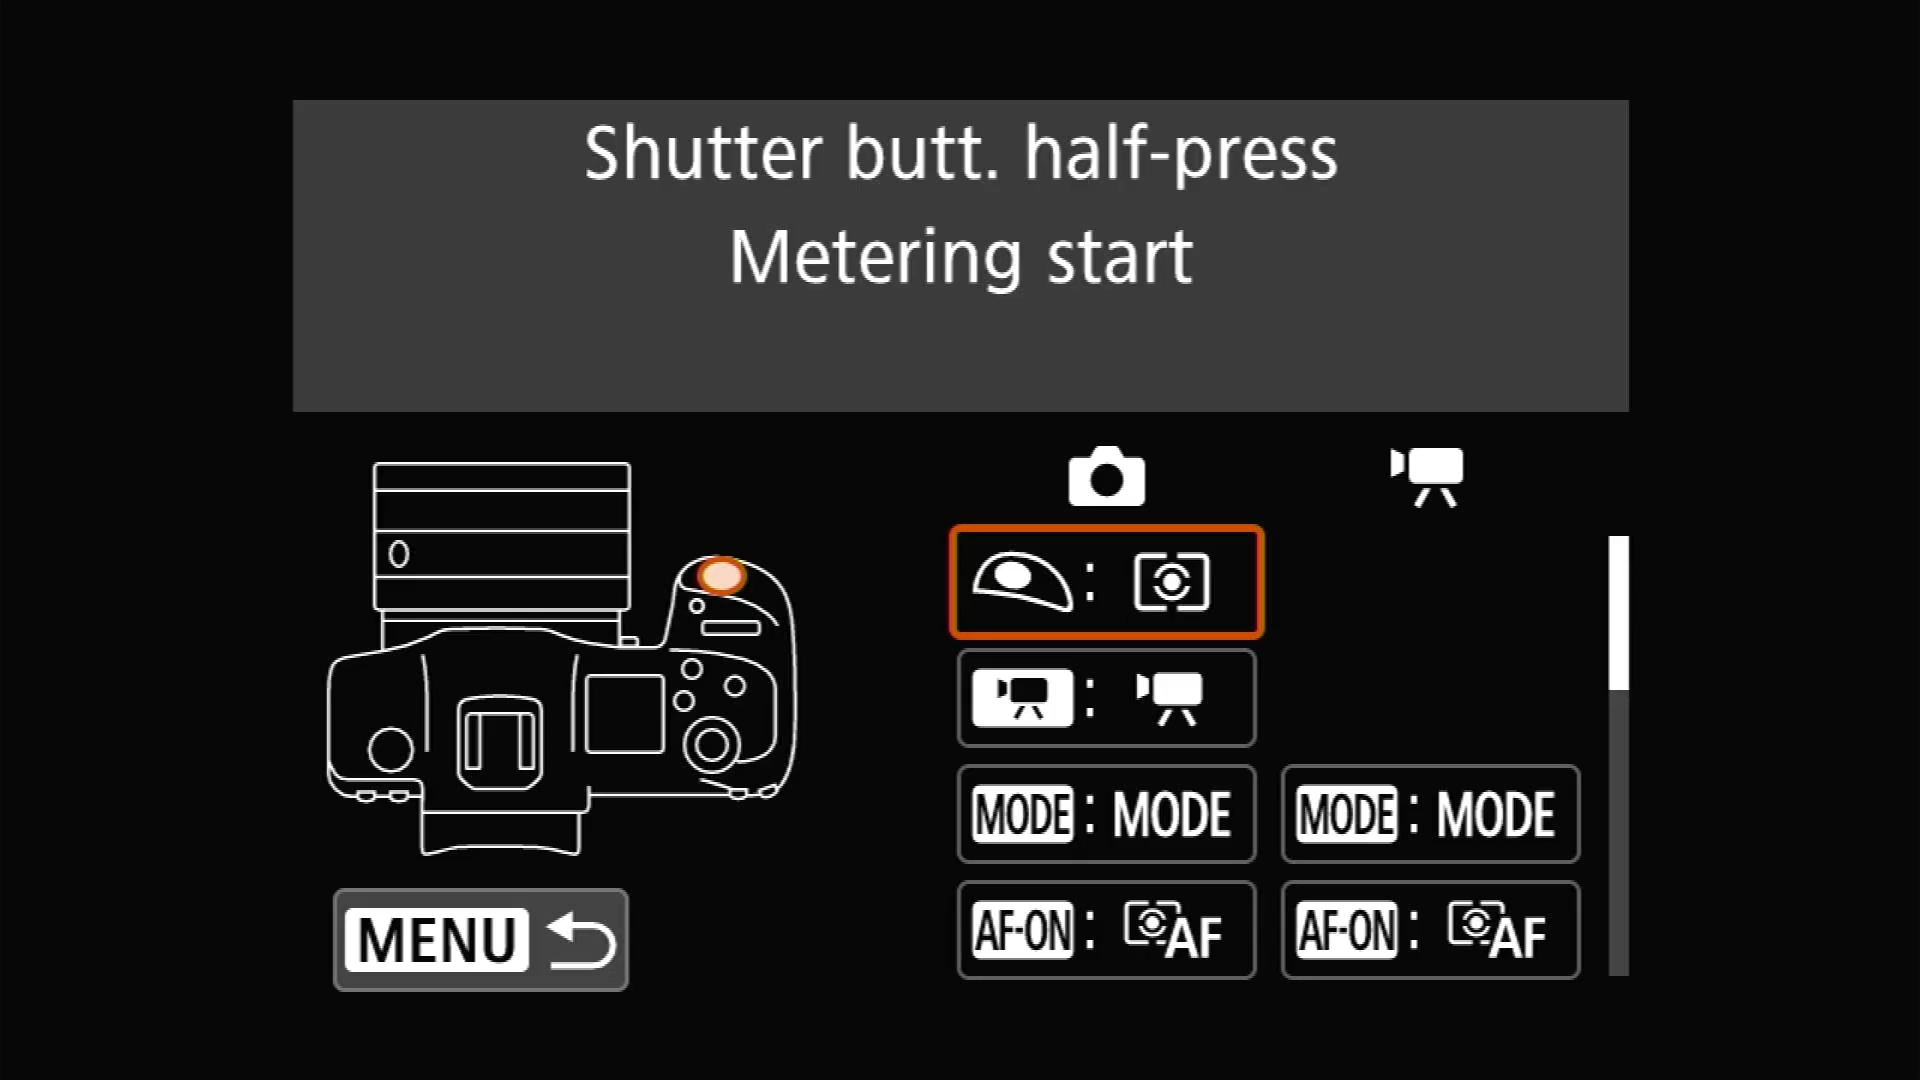 Shutter butt. half-press
Metering start
MODE : MODE
MODE : MODE
AF-ON : AF
AF-ON : AF
MENU